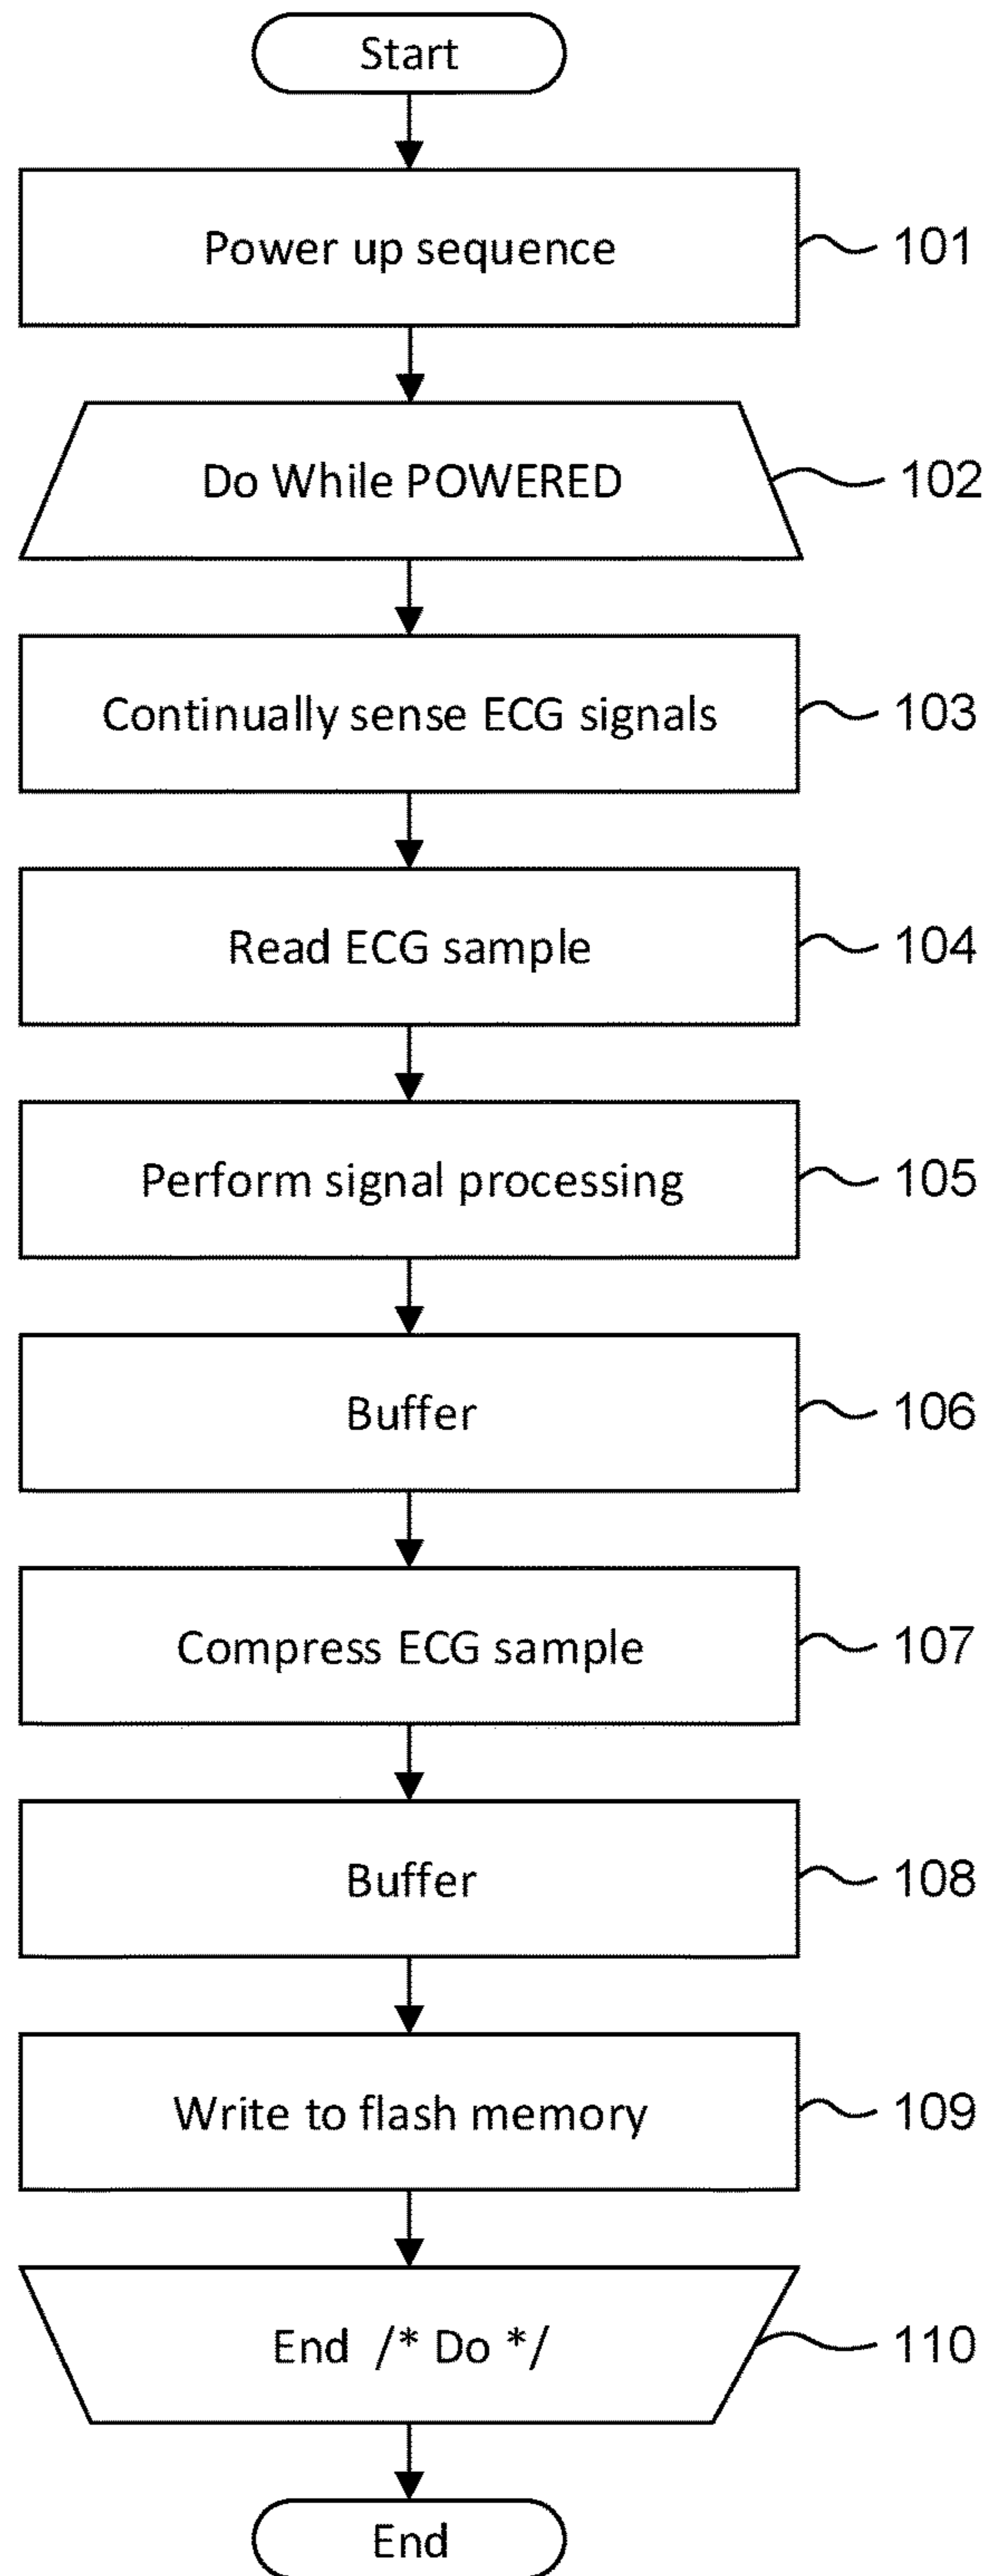 Start
Power up sequence
101
Do While POWERED
102
Continually sense ECG signals
103
Read ECG sample
104
Perform signal processing
105
Buffer
106
Compress ECG sample
107
Buffer
108
Write to flash memory
109
End /* Do */
110
End